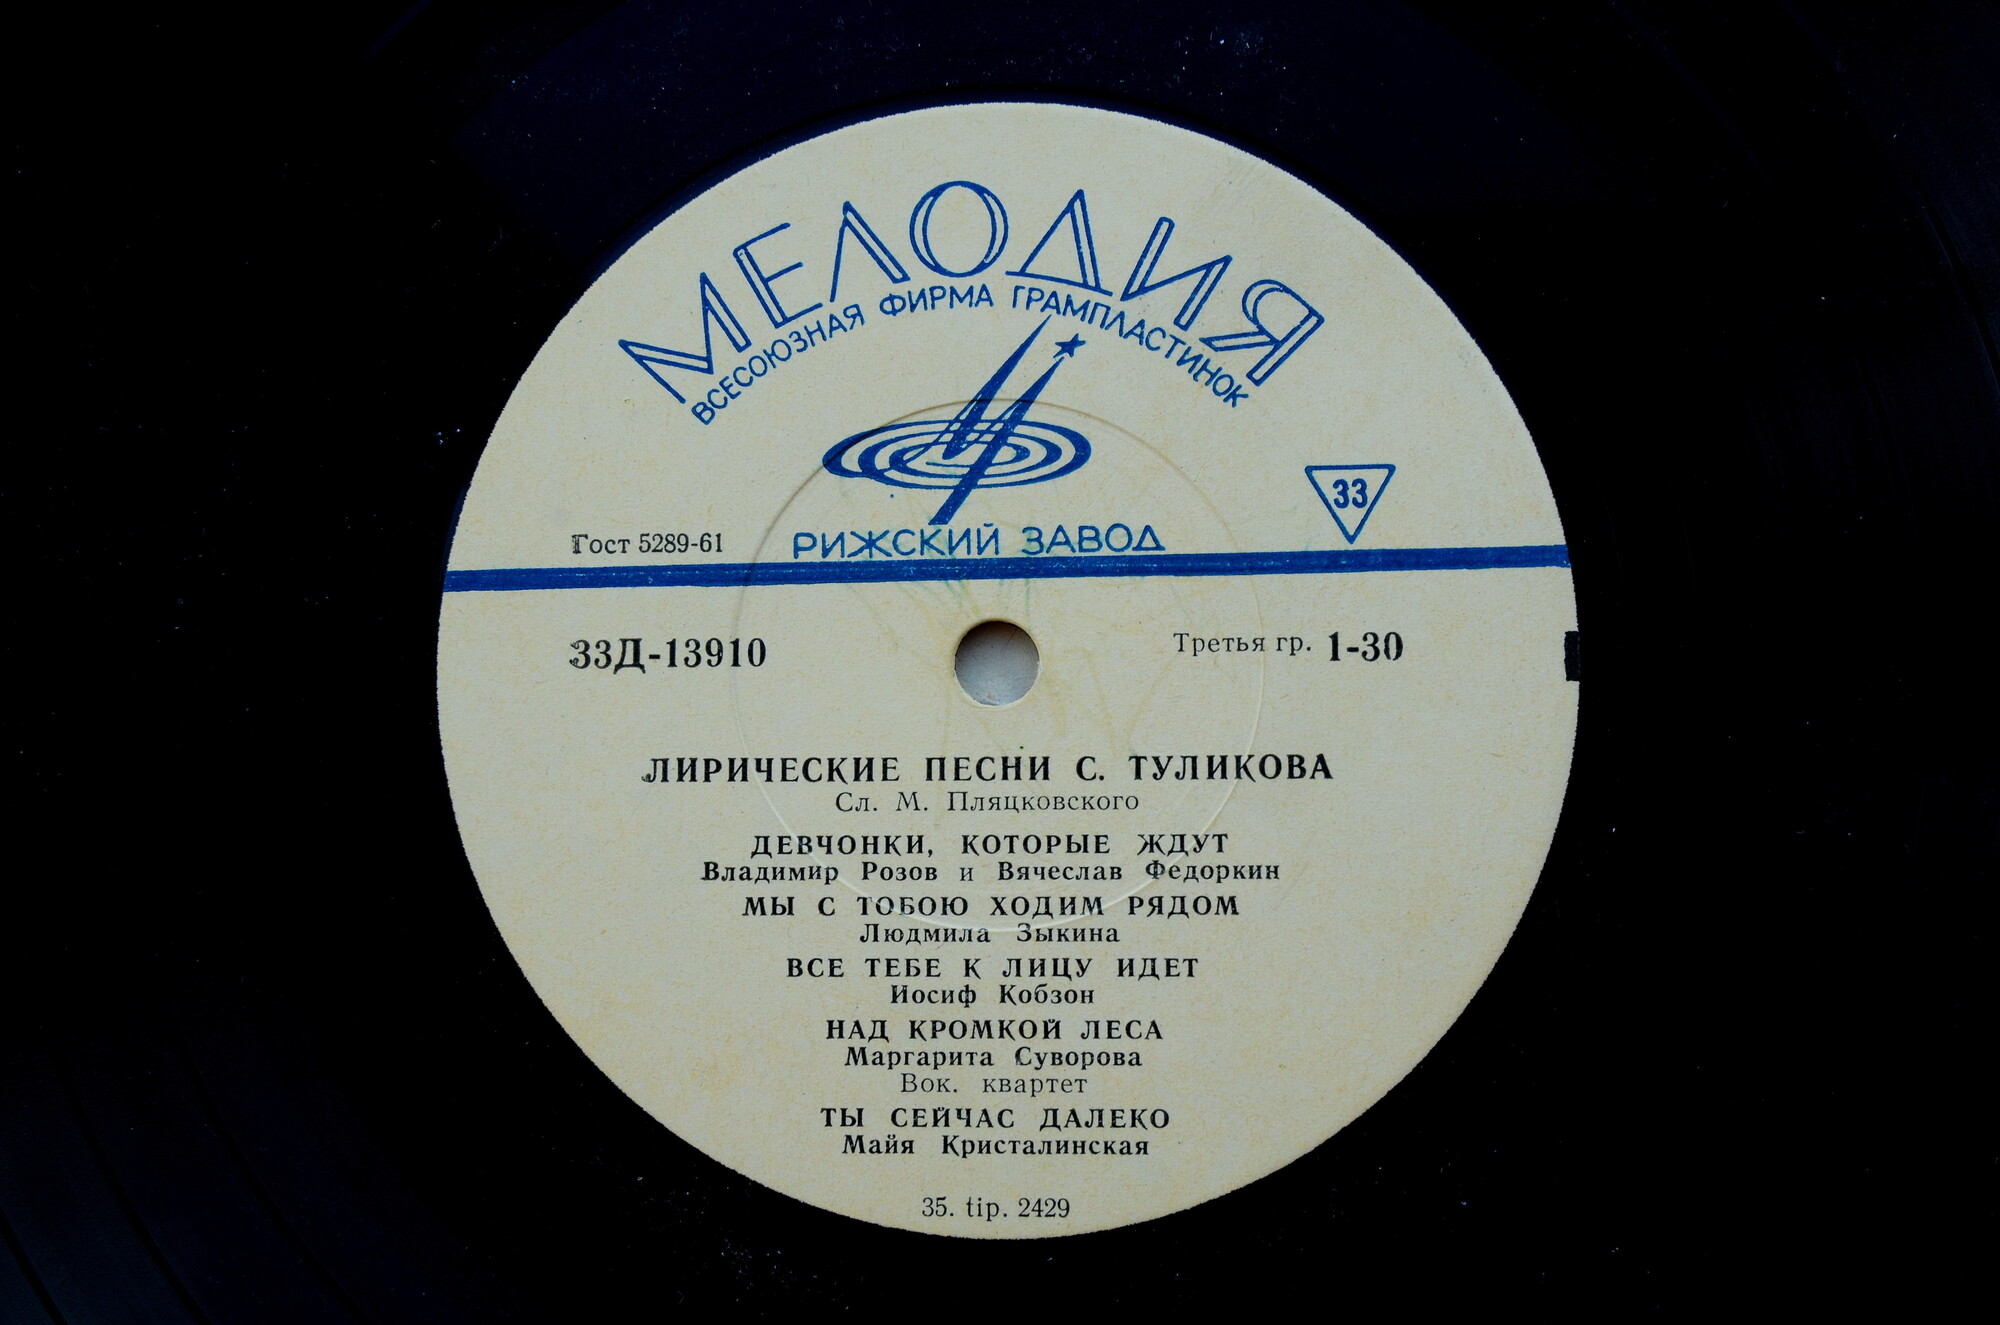 МЕЛОДИЯ
ВСЕСОЮЗНАЯ ФИРМА ГРАМПЛАСТИНОК
33
Гост 5289-61
РИЖСКИЙ ЗАВОД
33Д-13910
Третья гр. 1-30
ЛИРИЧЕСКИЕ ПЕСНИ С. ТУЛИКОВА
Сл. М. Пляцковского
ДЕВЧОНКИ, КОТОРЫЕ ЖДУТ
Владимир Розов и Вячеслав Федоркин
МЫ С ТОБОЮ ХОДИМ РЯДОМ
Людмила Зыкина
ВСЕ ТЕБЕ К ЛИЦУ ИДЕТ
Иосиф Кобзон
НАД КРОМКОЙ ЛЕСА
Маргарита Суворова
Вок. квартет
ТЫ СЕЙЧАС ДАЛЕКО
Майя Кристалинская
35. tip. 2429